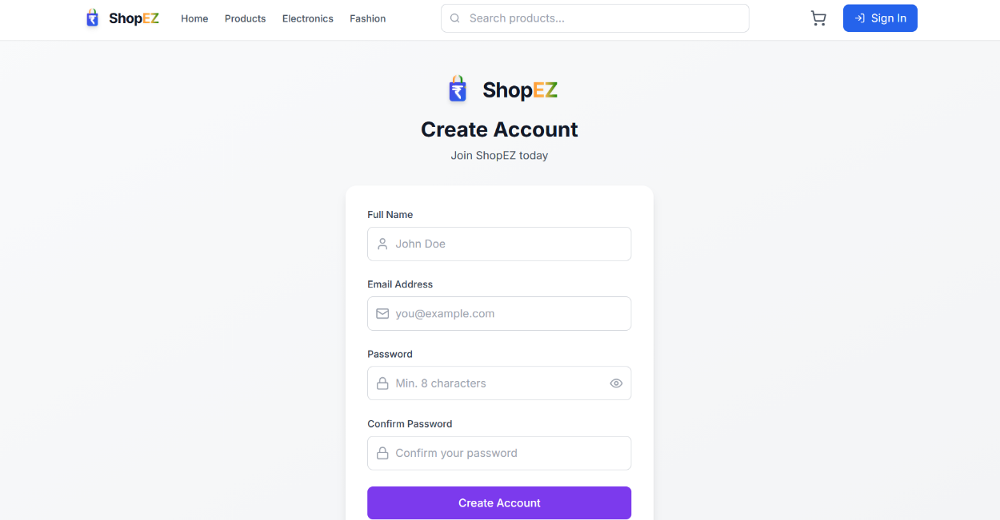 ShopEZ Home Products Electronics Fashion Search products... Sign In
ShopEZ
Create Account
Join ShopEZ today
Full Name
John Doe
Email Address
you@example.com
Password
Min. 8 characters
Confirm Password
Confirm your password
Create Account